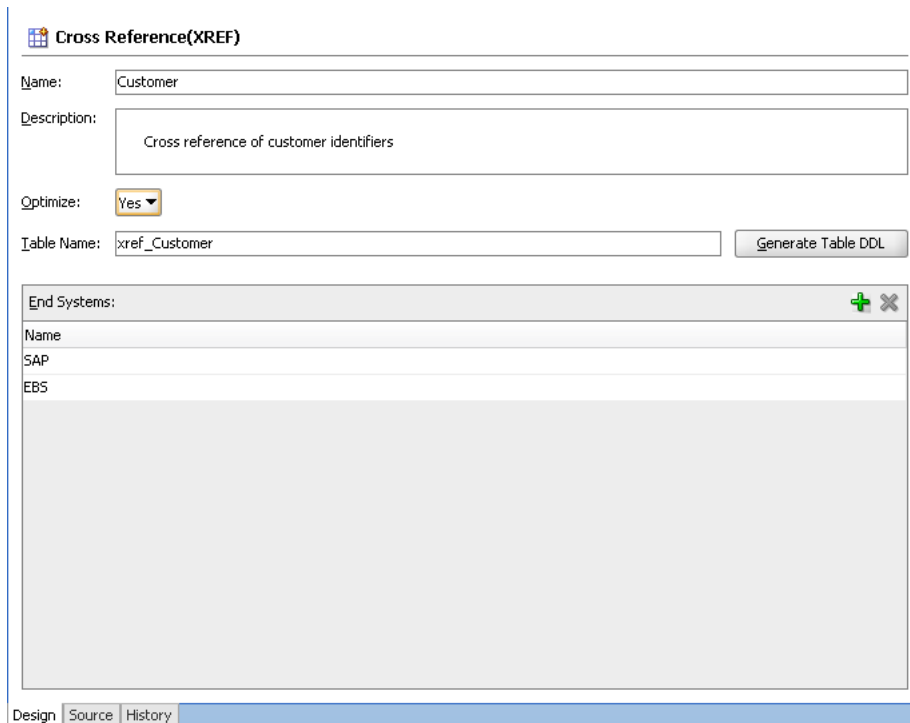 Cross Reference(XREF)
Name: Customer
Description: Cross reference of customer identifiers
Optimize: Yes
Table Name: xref_Customer Generate Table DDL
End Systems:
Name
SAP
EBS
Design Source History